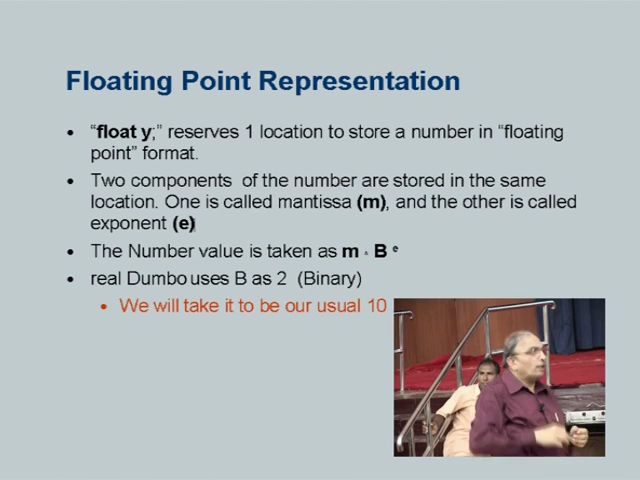 Floating Point Representation
• “float y;” reserves 1 location to store a number in “floating
point” format.
• Two components of the number are stored in the same
location. One is called mantissa (m), and the other is called
exponent (e)
• The Number value is taken as m * B e
• real Dumbo uses B as 2 (Binary)
• We will take it to be our usual 10